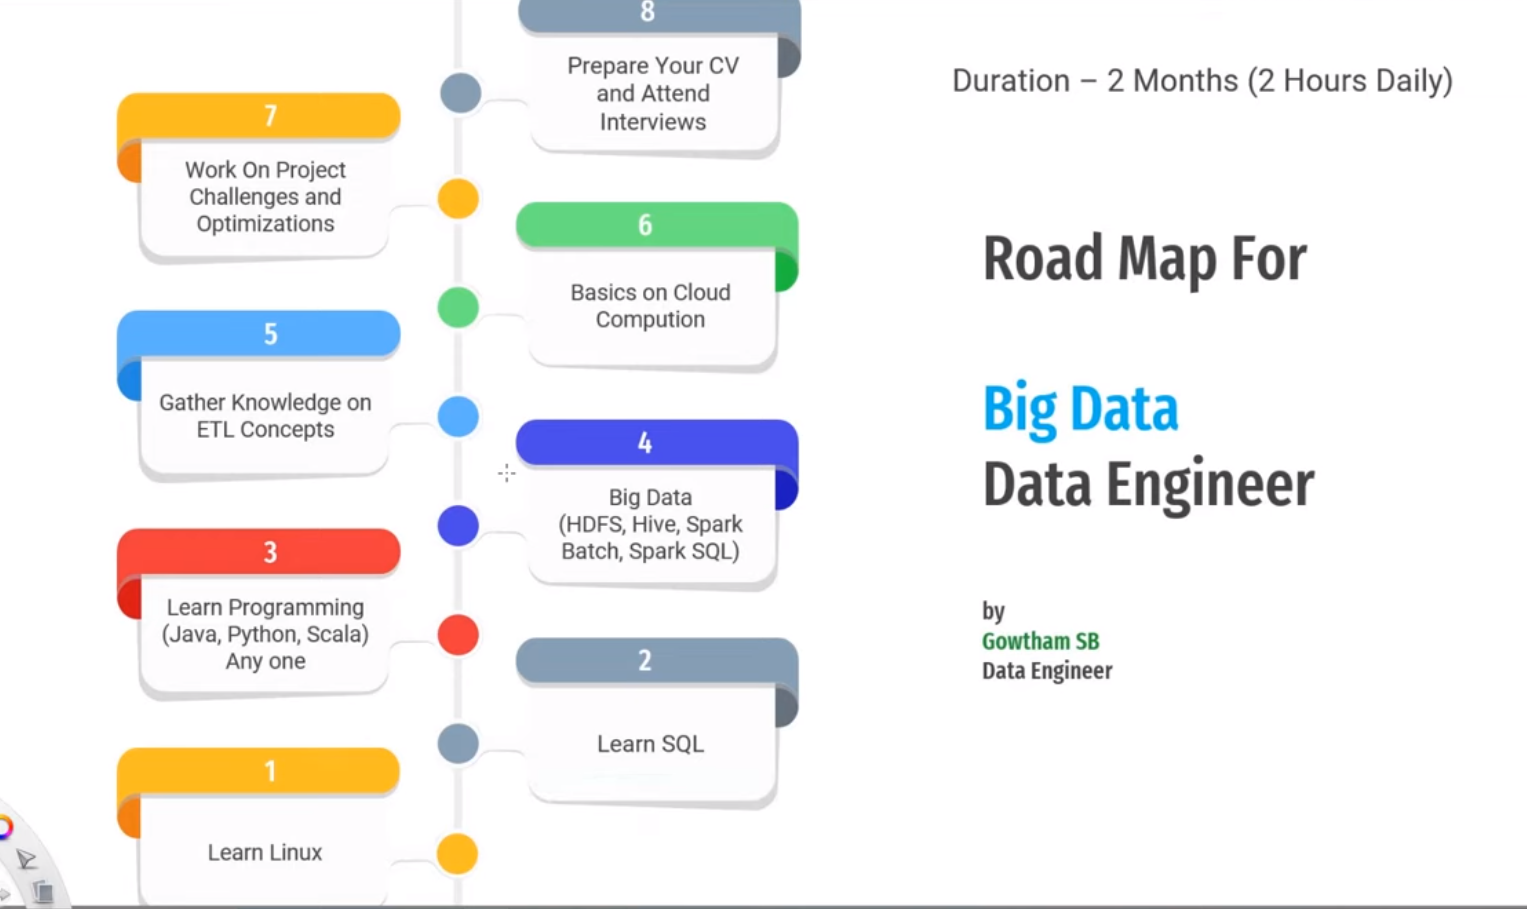 8
Prepare Your CV
and Attend
Interviews
Duration – 2 Months (2 Hours Daily)
7
Work On Project
Challenges and
Optimizations
6
Basics on Cloud
Compution
Road Map For
5
Gather Knowledge on
ETL Concepts
Big Data
Data Engineer
4
Big Data
(HDFS, Hive, Spark
Batch, Spark SQL)
3
Learn Programming
(Java, Python, Scala)
Any one
by
Gowtham SB
Data Engineer
2
Learn SQL
1
Learn Linux